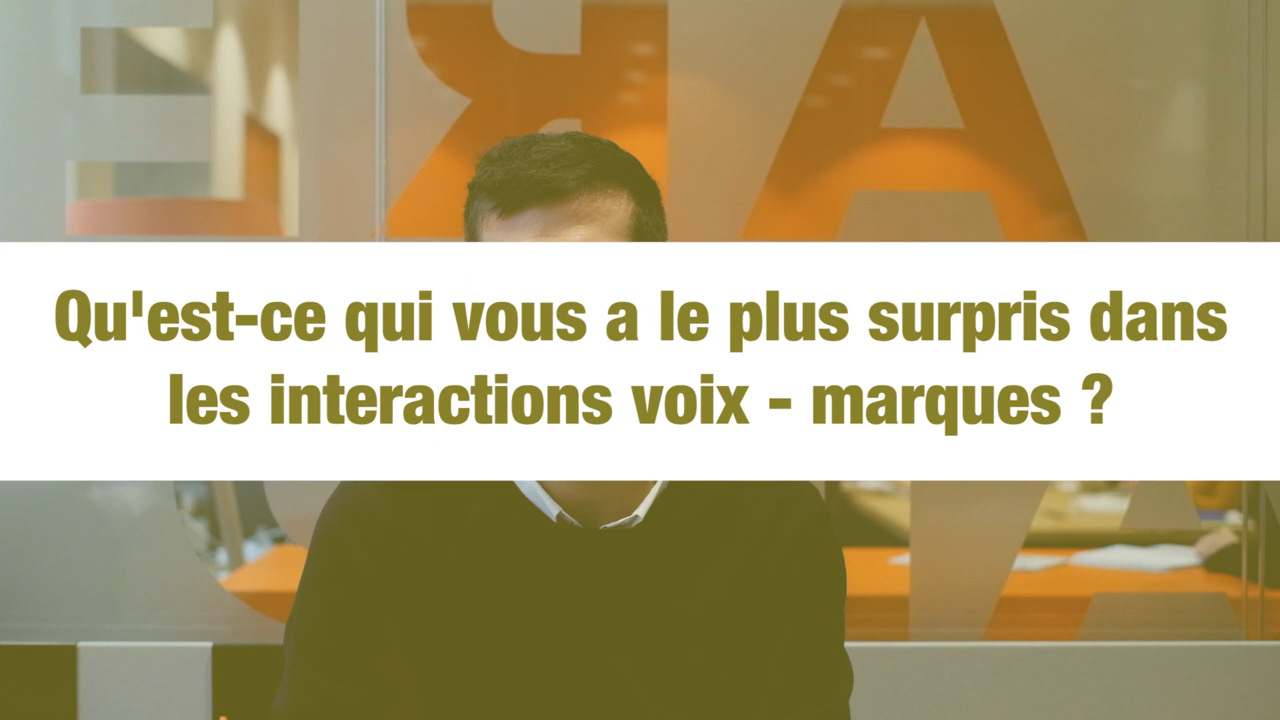 Qu'est-ce qui vous a le plus surpris dans
les interactions voix - marques ?